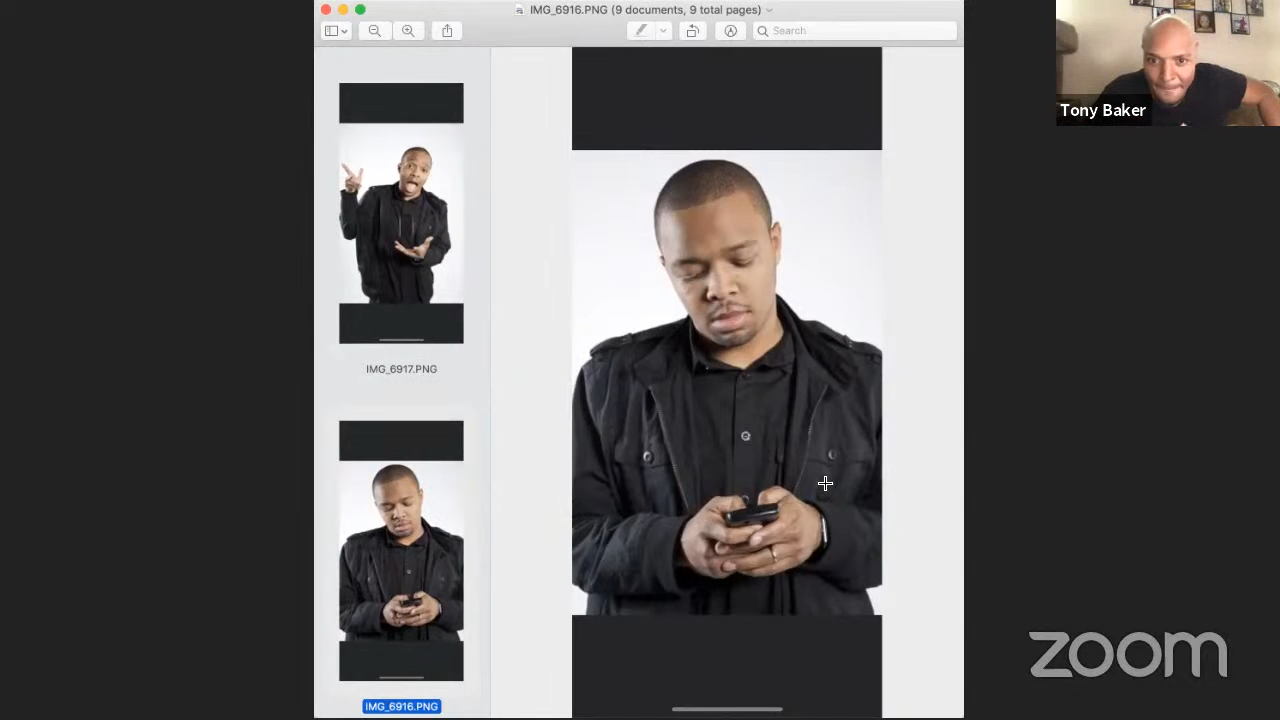 IMG_6916.PNG (9 documents, 9 total pages)
Search
Tony Baker
IMG_6917.PNG
IMG_6916.PNG
zoom